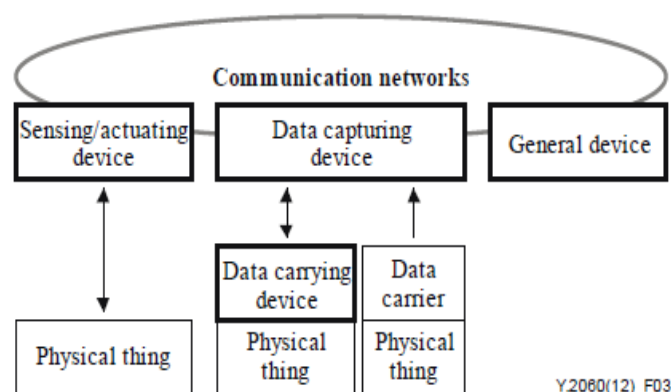 Communication networks
Sensing/actuating
device
Data capturing
device
General device
Data carrying
device
Data
carrier
Physical thing
Physical
thing
Physical
thing
Y.2060(12)_F03